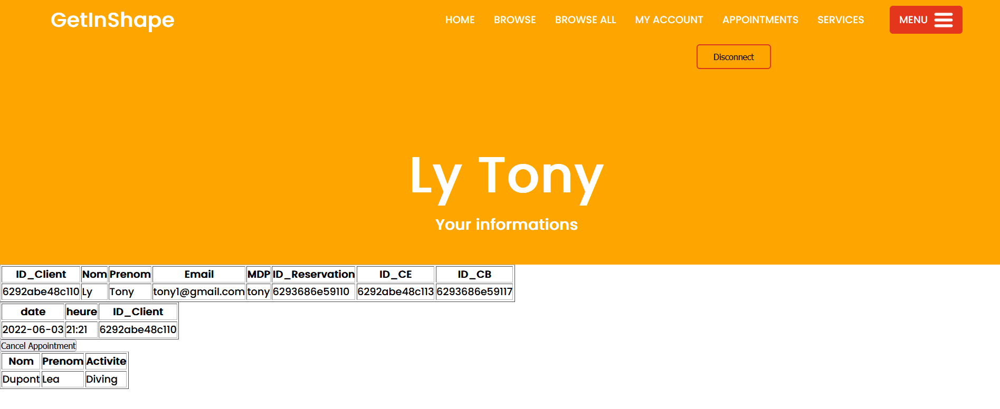 GetInShape HOME BROWSE BROWSE ALL MY ACCOUNT APPOINTMENTS SERVICES MENU
Disconnect
Ly Tony
Your informations
ID_Client Nom Prenom Email MDP ID_Reservation ID_CE ID_CB
6292abe48c110 Ly Tony tony1@gmail.com tony 6293686e59110 6292abe48c113 6293686e59117
date heure ID_Client
2022-06-03 21:21 6292abe48c110
Cancel Appointment
Nom Prenom Activite
Dupont Lea Diving